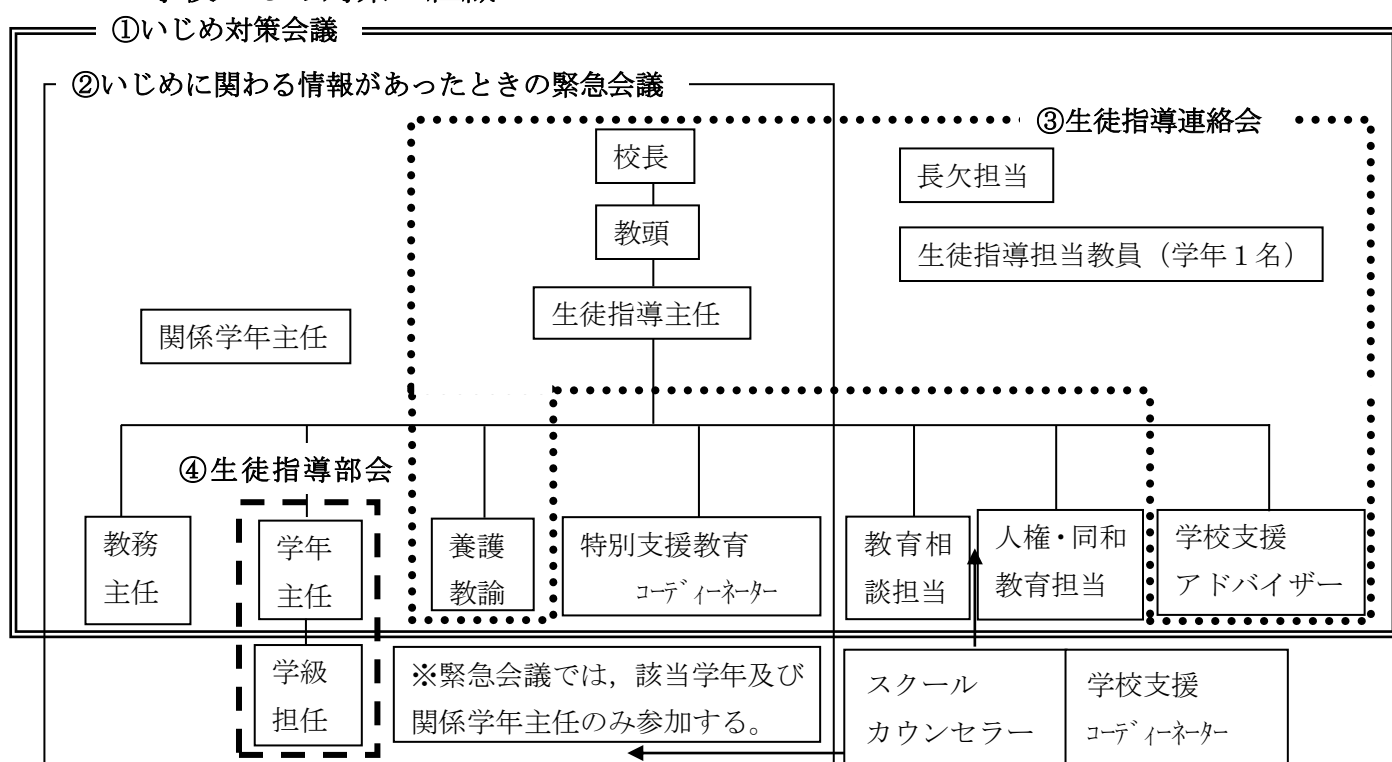 ①いじめ対策会議
②いじめに関わる情報があったときの緊急会議
③生徒指導連絡会
校長
長欠担当
教頭
生徒指導担当教員（学年１名）
生徒指導主任
関係学年主任
④生徒指導部会
教務
主任
学年
主任
養護
教諭
特別支援教育
ｺｰﾃﾞｨｰﾈｰﾀｰ
教育相
談担当
人権・同和
教育担当
学校支援
アドバイザー
学級
担任
※緊急会議では，該当学年及び
関係学年主任のみ参加する。
スクール
カウンセラー
学校支援
ｺｰﾃﾞｨｰﾈｰﾀｰ